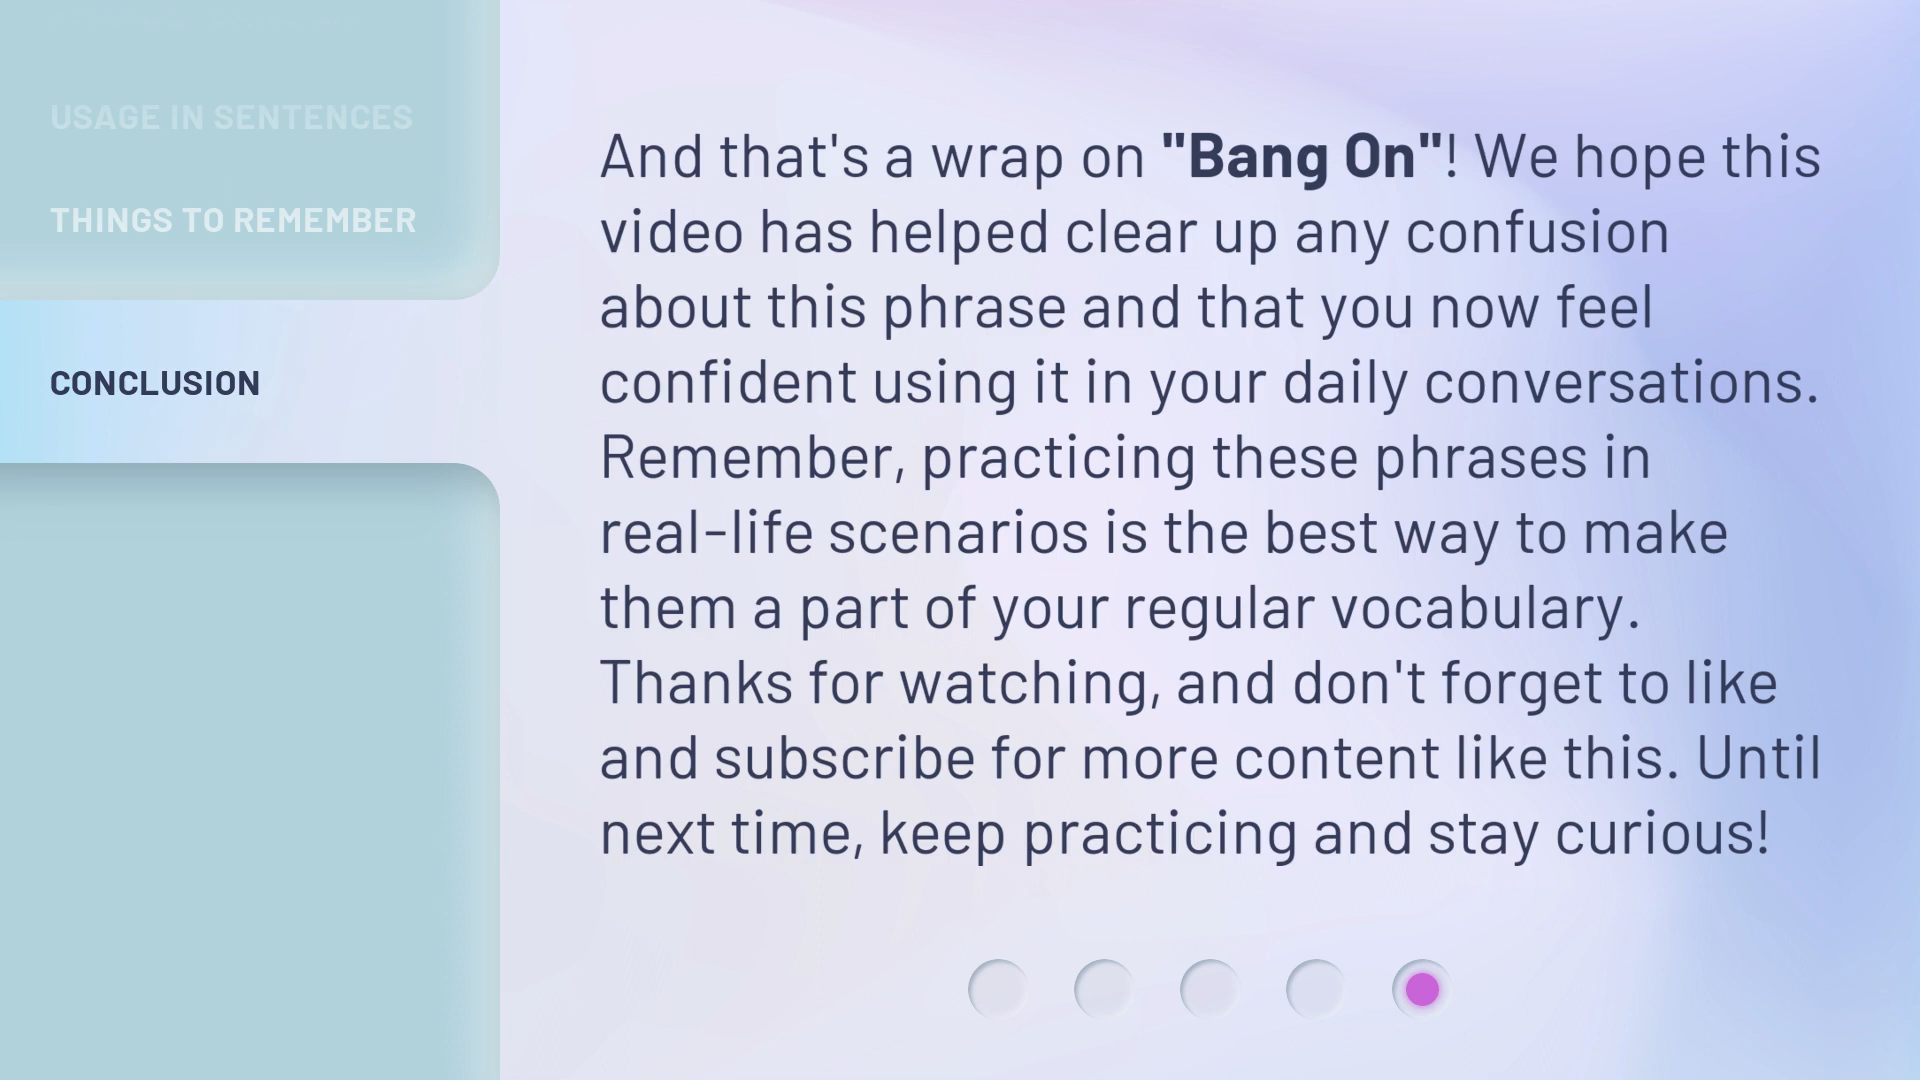 USAGE IN SENTENCES
THINGS TO REMEMBER
CONCLUSION
And that's a wrap on "Bang On"! We hope this
video has helped clear up any confusion
about this phrase and that you now feel
confident using it in your daily conversations.
Remember, practicing these phrases in
real-life scenarios is the best way to make
them a part of your regular vocabulary.
Thanks for watching, and don't forget to like
and subscribe for more content like this. Until
next time, keep practicing and stay curious!